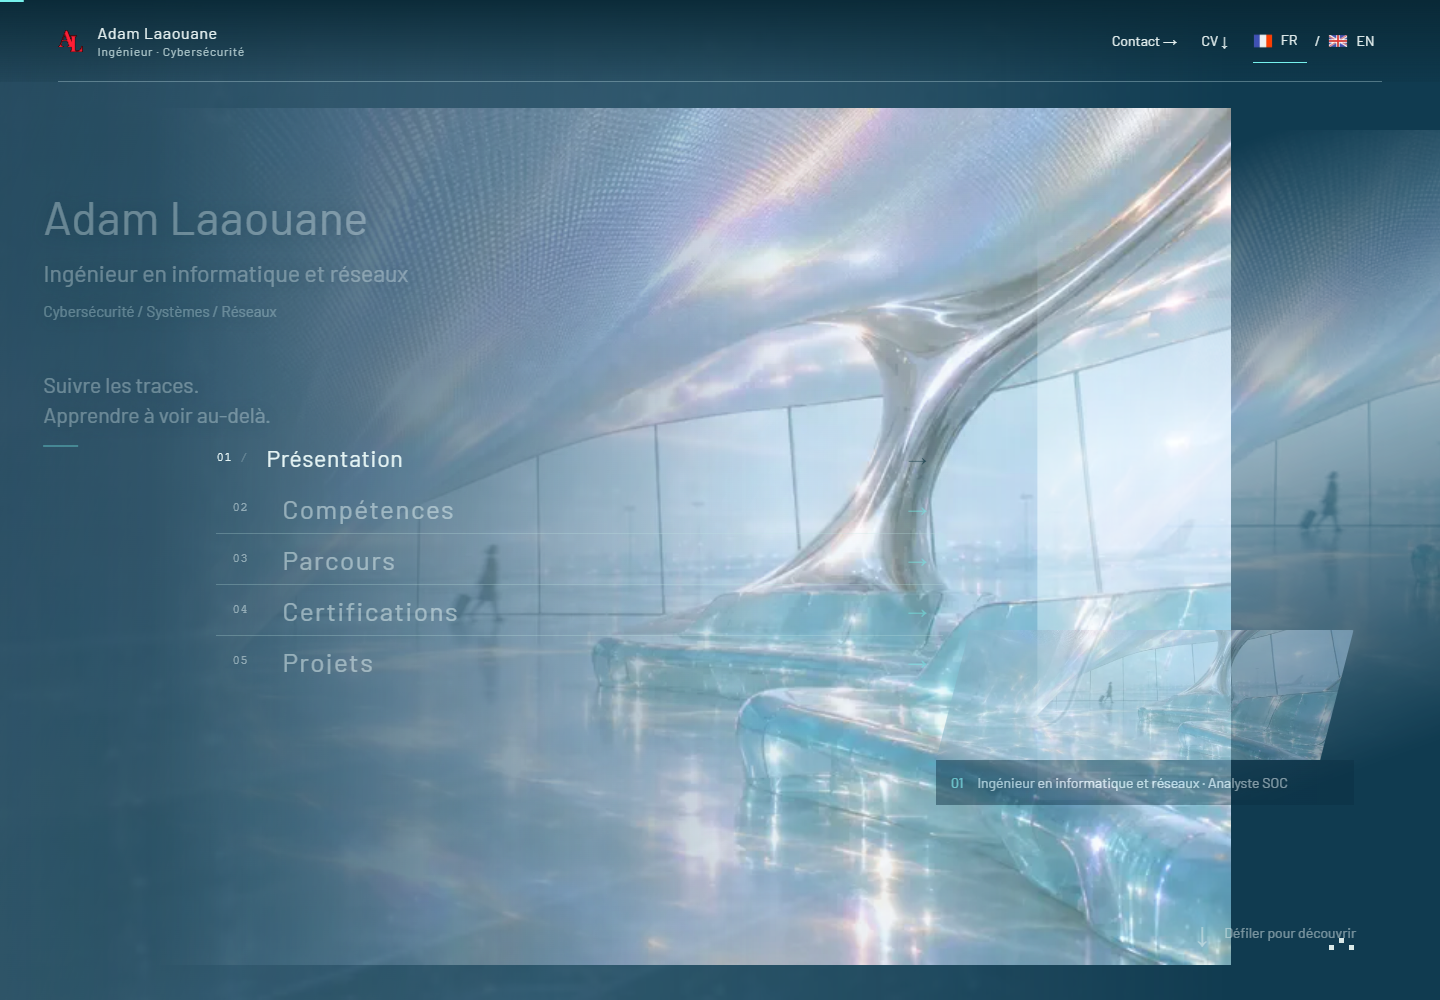 AL
Adam Laaouane
Ingénieur · Cybersécurité
Contact → CV ↓ FR / EN
Adam Laaouane
Ingénieur en informatique et réseaux
Cybersécurité / Systèmes / Réseaux
Suivre les traces.
Apprendre à voir au-delà.
01 / Présentation →
02 Compétences →
03 Parcours →
04 Certifications →
05 Projets →
01 Ingénieur en informatique et réseaux · Analyste SOC
↓ Défiler pour découvrir